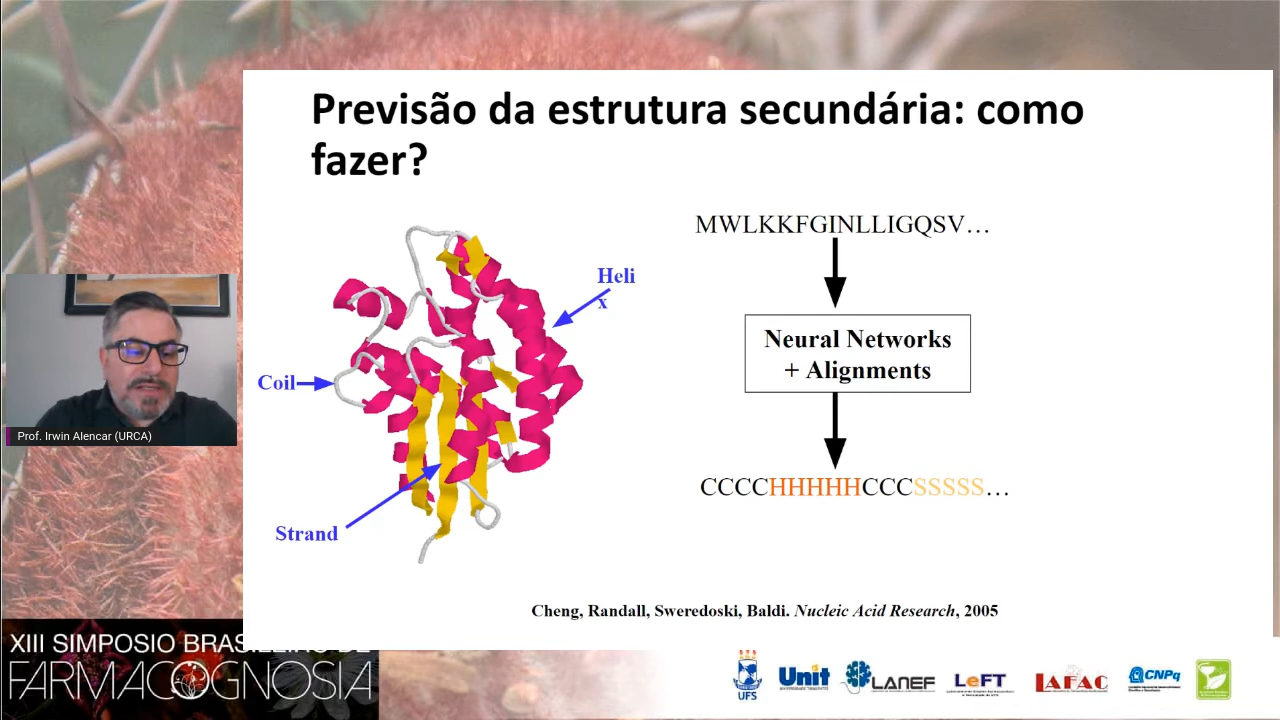 Previsão da estrutura secundária: como
fazer?
MWLKKFGINLLIGQSV…
Heli
x
Neural Networks
+ Alignments
Coil
CCCCHHHHHCCCSSSSS…
Strand
Prof. Irwin Alencar (URCA)
Cheng, Randall, Sweredoski, Baldi. Nucleic Acid Research, 2005
XIII SIMPOSIO BRASILEIRO DE
FARMACOGNOSIA
UFS
Unit
LANEF
LeFT
LAFAC
CNPq